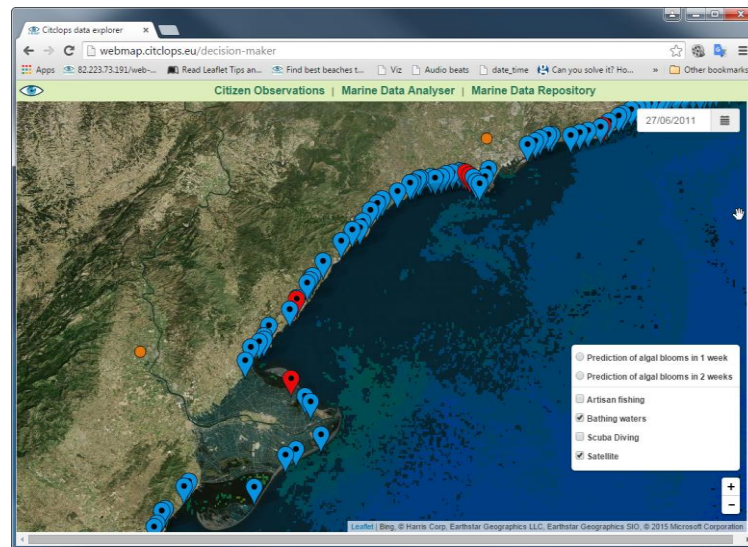 Citclops data explorer
webmap.citclops.eu/decision-maker
Apps 82.223.73.191/web-... Read Leaflet Tips an... Find best beaches t... Viz Audio beats date_time Can you solve it? Ho... » Other bookmarks
Citizen Observations | Marine Data Analyser | Marine Data Repository
27/06/2011
Prediction of algal blooms in 1 week
Prediction of algal blooms in 2 weeks
Artisan fishing
Bathing waters
Scuba Diving
Satellite
+
−
Leaflet | Bing, © Harris Corp, Earthstar Geographics LLC, Earthstar Geographics SIO, © 2015 Microsoft Corporation